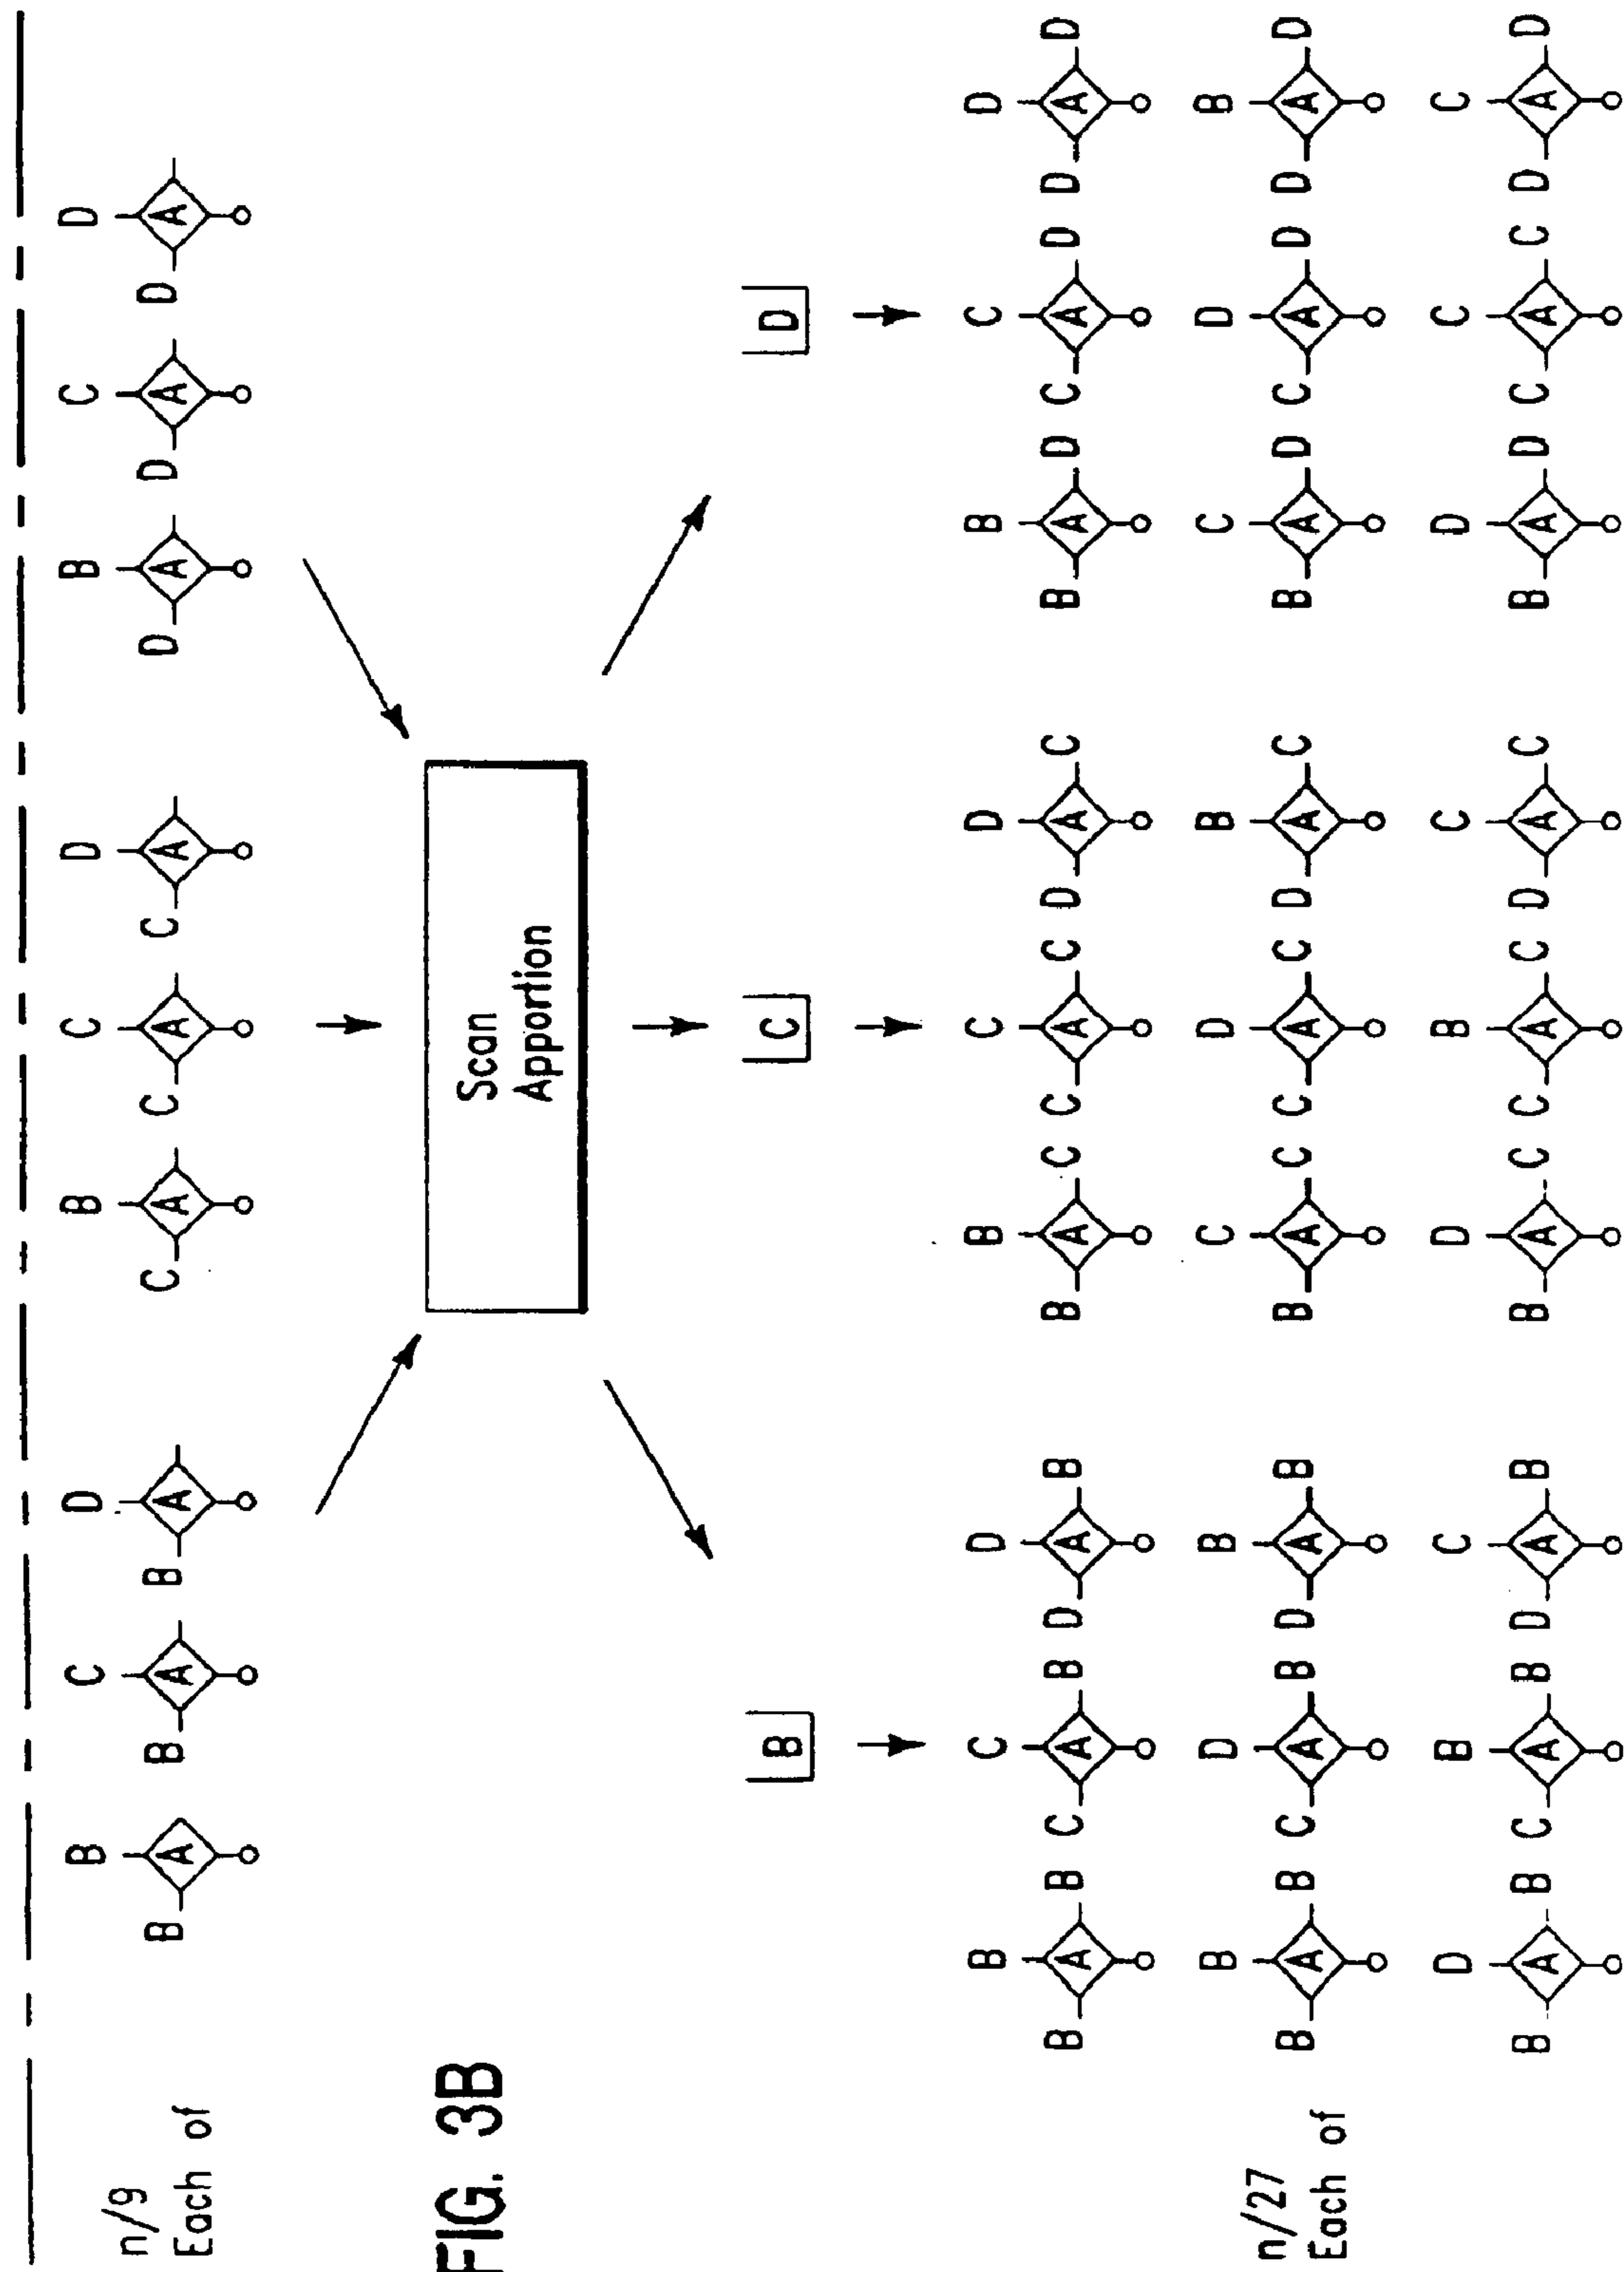 B C D B C D B C D
n/9
B A B A B A C A C A C A D A D A D A
Each of
FIG. 3B
Scan
Apportion
B C D
B C D B C D B C D
B A B C A B D A B B A C C A C D A C B A D C A D D A D
B D B C D B C D B
n/27
B A B C A B D A B B A C C A C D A C B A D C A D D A D
Each of
D B C D B C D C C
B A B C A B D A B B A C C A C D A C B A D C A C D A D